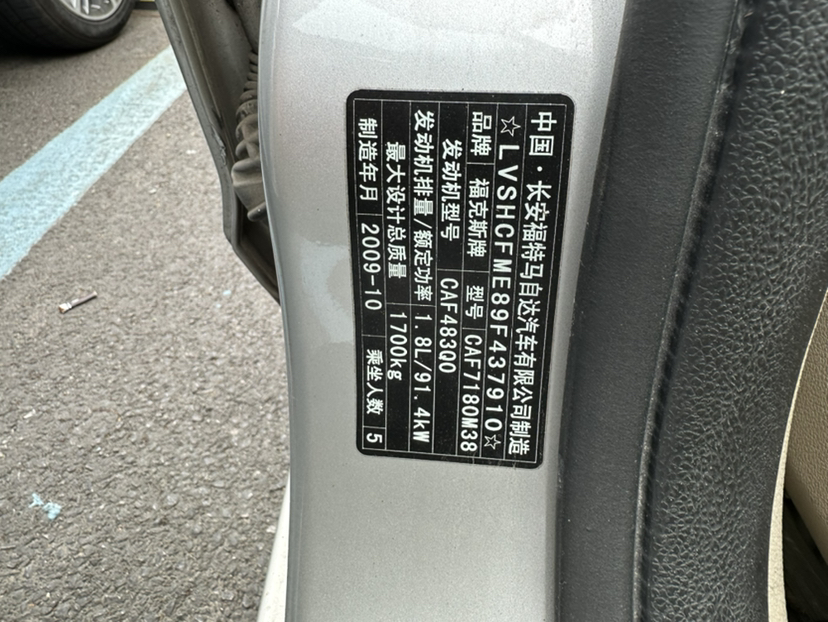 中国·长安福特马自达汽车有限公司制造
☆LVSHCFME89F437910☆
品牌 福克斯牌 型号 CAF7180M38
发动机型号 CAF483Q0
发动机排量/额定功率 1.8L/91.4kW
最大设计总质量 1700kg
制造年月 2009-10 乘坐人数 5